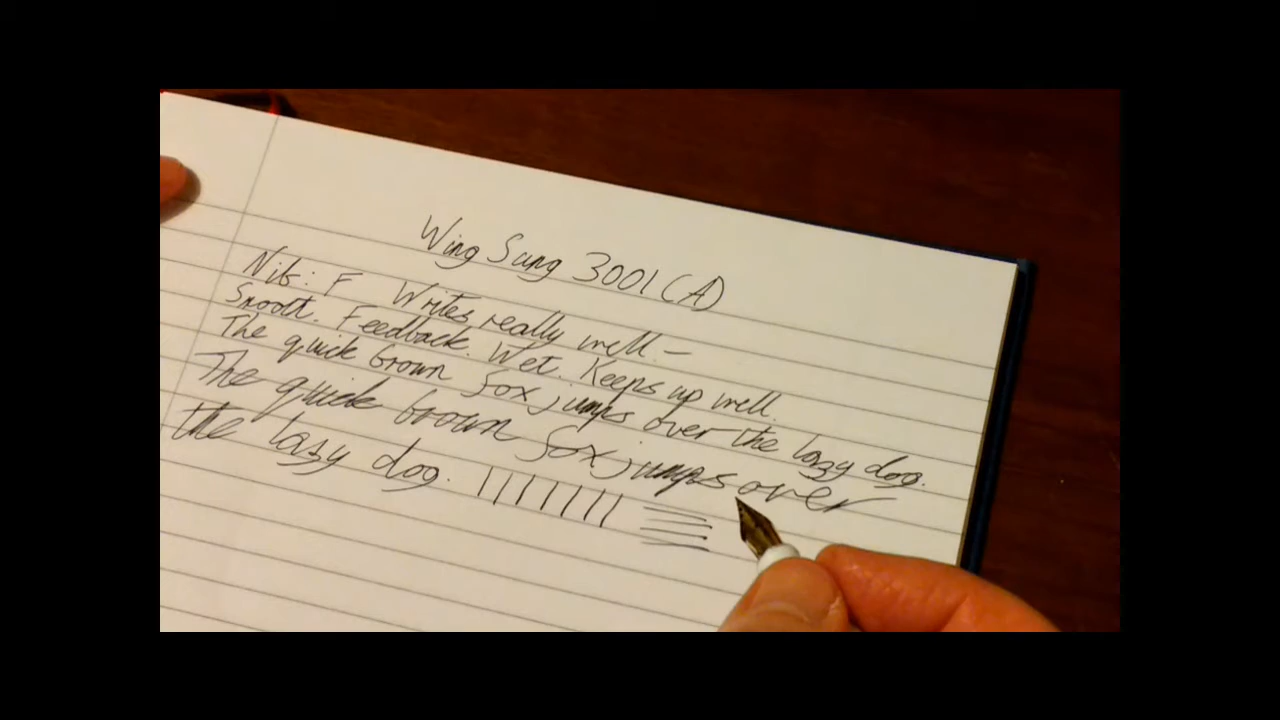 Wing Sung 3001 (A)
Nib: F Writes really well. –
Smooth. Feedback. Wet. Keeps up well.
The quick brown fox jumps over the lazy dog.
The quick brown fox jumps over
the lazy dog.